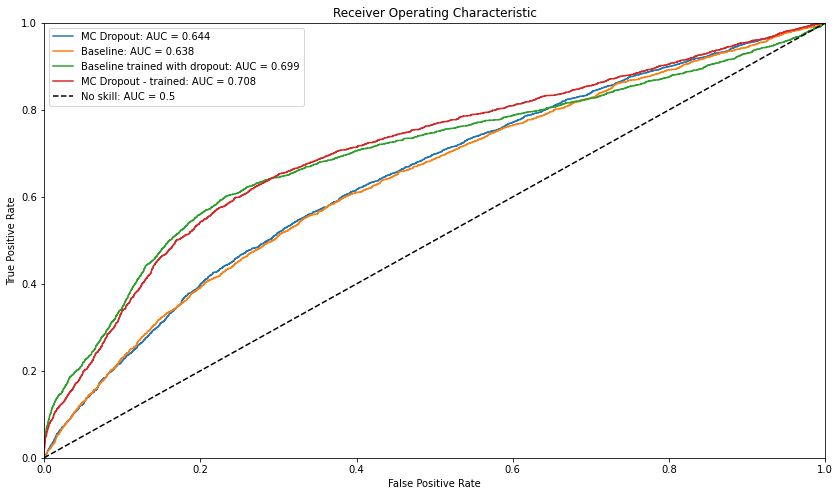 Receiver Operating Characteristic
MC Dropout: AUC = 0.644
Baseline: AUC = 0.638
Baseline trained with dropout: AUC = 0.699
MC Dropout - trained: AUC = 0.708
No skill: AUC = 0.5
True Positive Rate
1.0
0.8
0.6
0.4
0.2
0.0
0.0 0.2 0.4 0.6 0.8 1.0
False Positive Rate